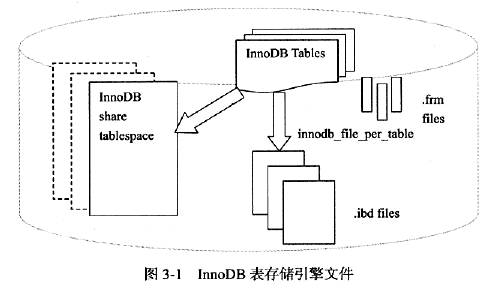 InnoDB Tables
InnoDB
share
tablespace
.frm
files
innodb_file_per_table
.ibd files
图 3-1 InnoDB 表存储引擎文件